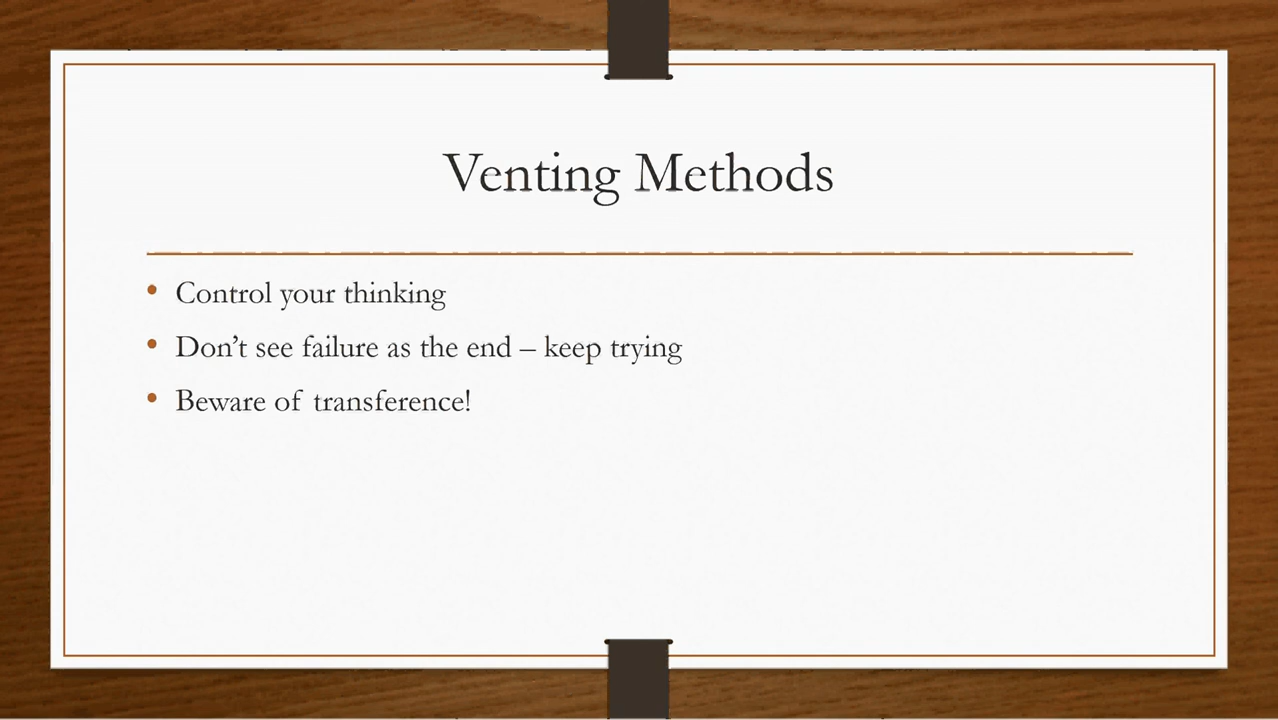 Venting Methods
• Control your thinking
• Don’t see failure as the end – keep trying
• Beware of transference!